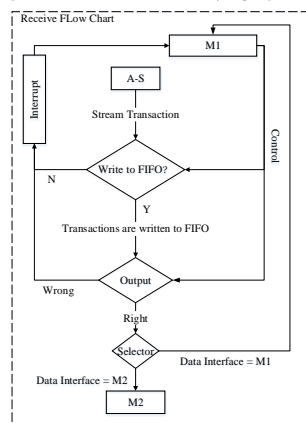 Receive FLow Chart
M1
A-S
Interrupt
Stream Transaction
Control
Write to FIFO?
N
Y
Transactions are written to FIFO
Output
Wrong
Right
Selector
Data Interface = M1
Data Interface = M2
M2